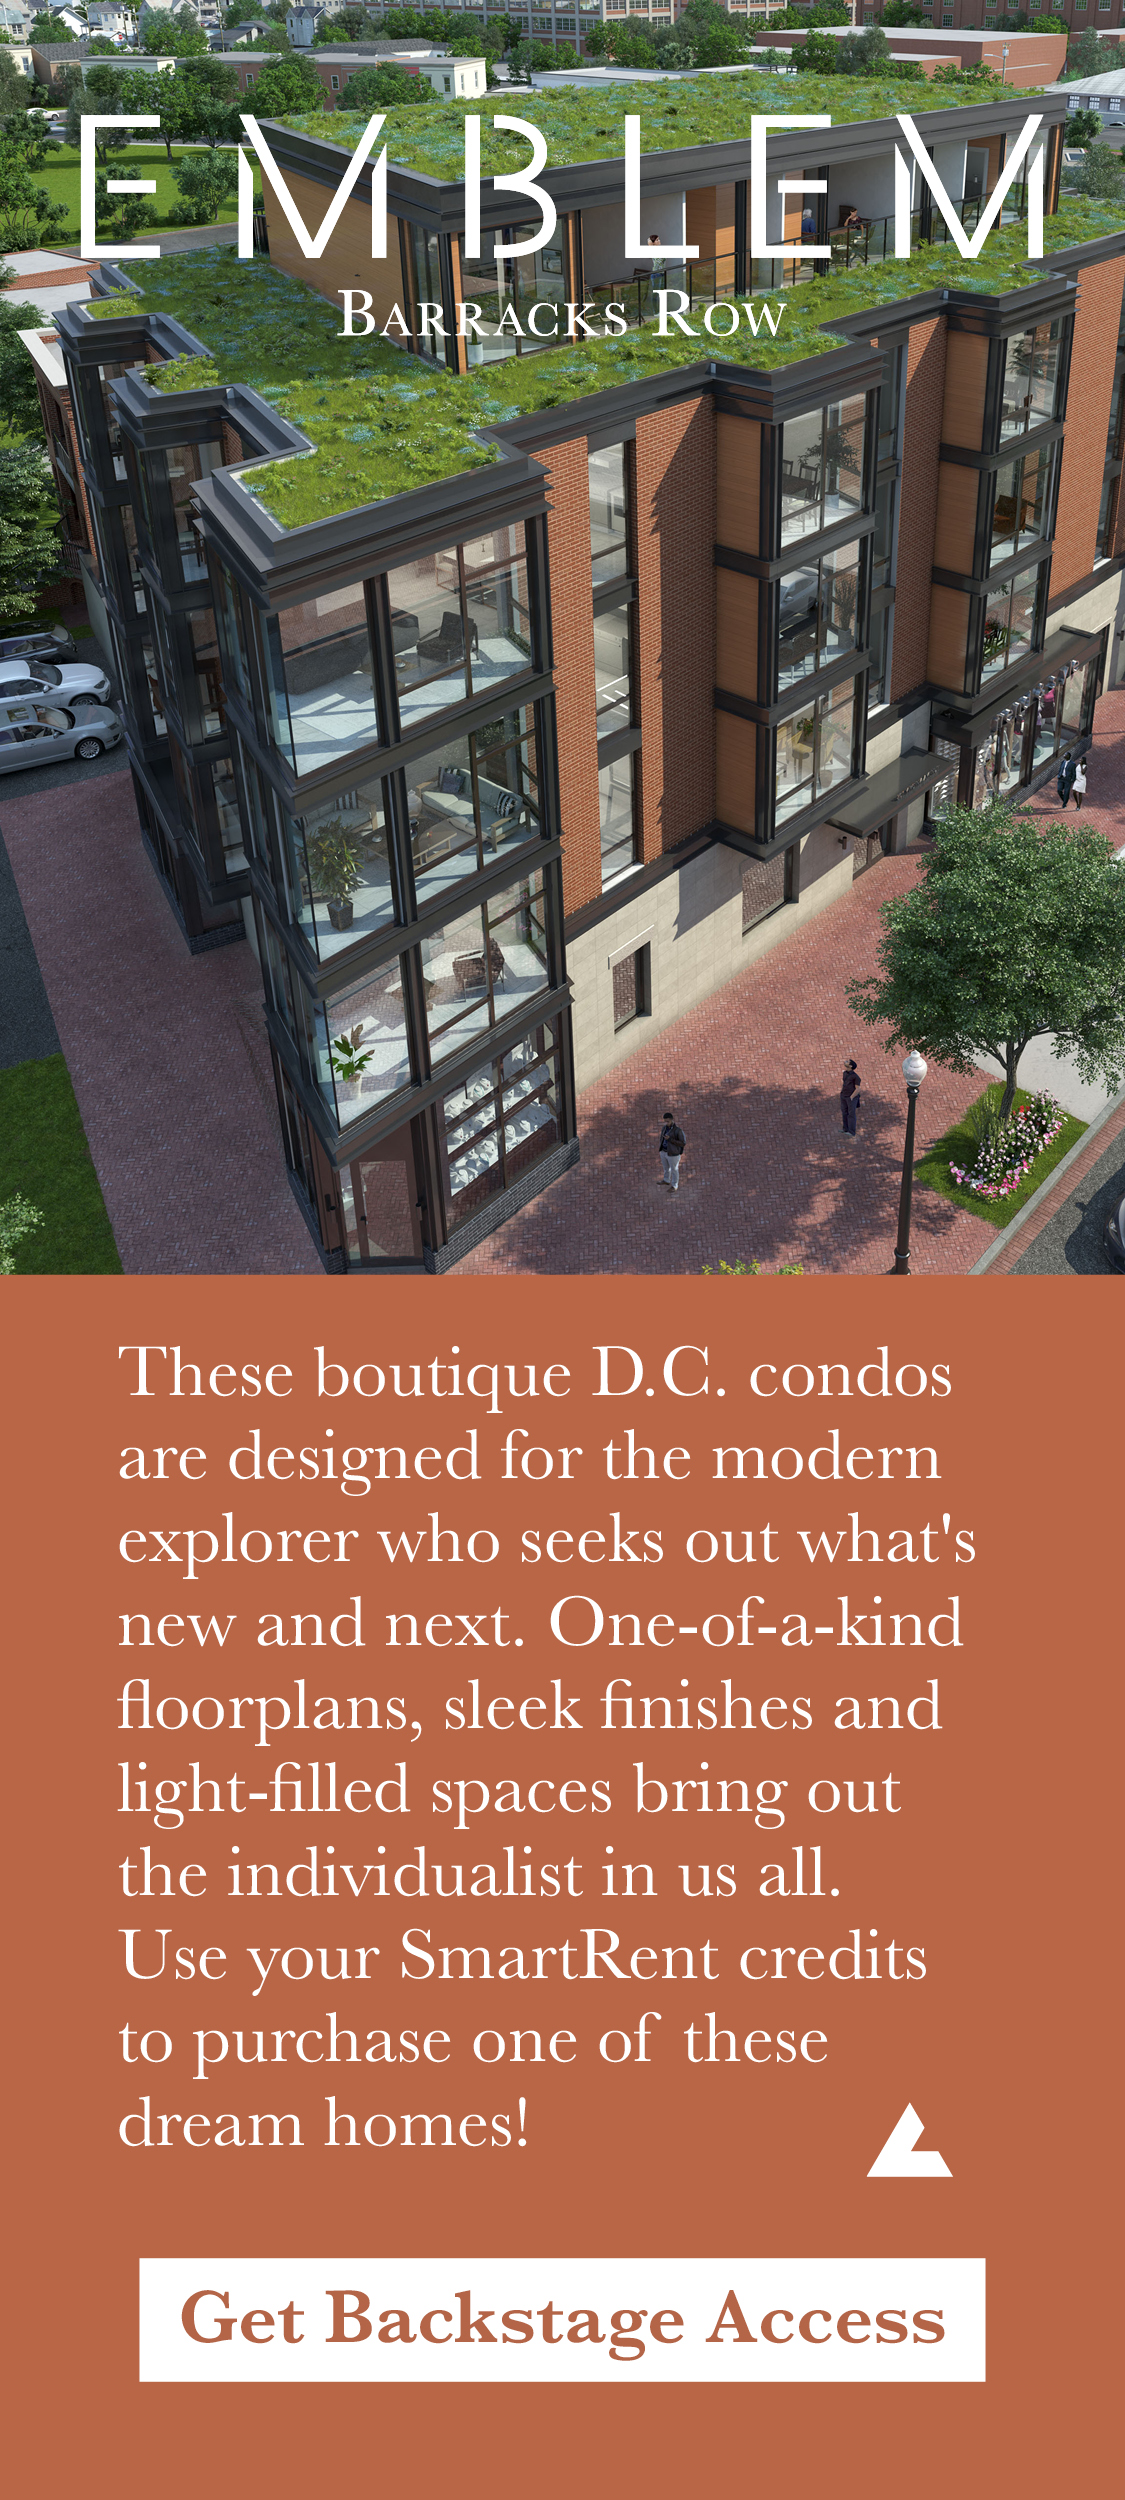 EMBLEM
Barracks Row
These boutique D.C. condos
are designed for the modern
explorer who seeks out what's
new and next. One-of-a-kind
floorplans, sleek finishes and
light-filled spaces bring out
the individualist in us all.
Use your SmartRent credits
to purchase one of these
dream homes!
Get Backstage Access